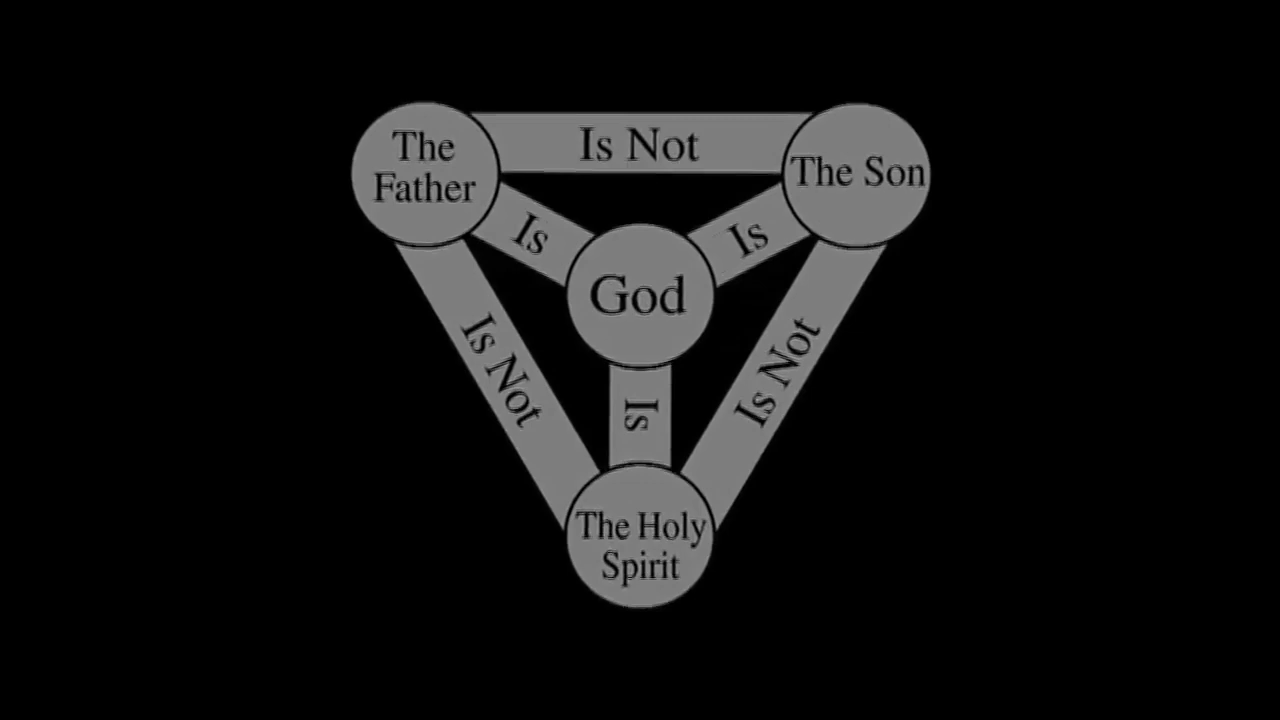 The
Father
Is Not
The Son
Is
Is
God
Is Not
Is Not
Is
The Holy
Spirit